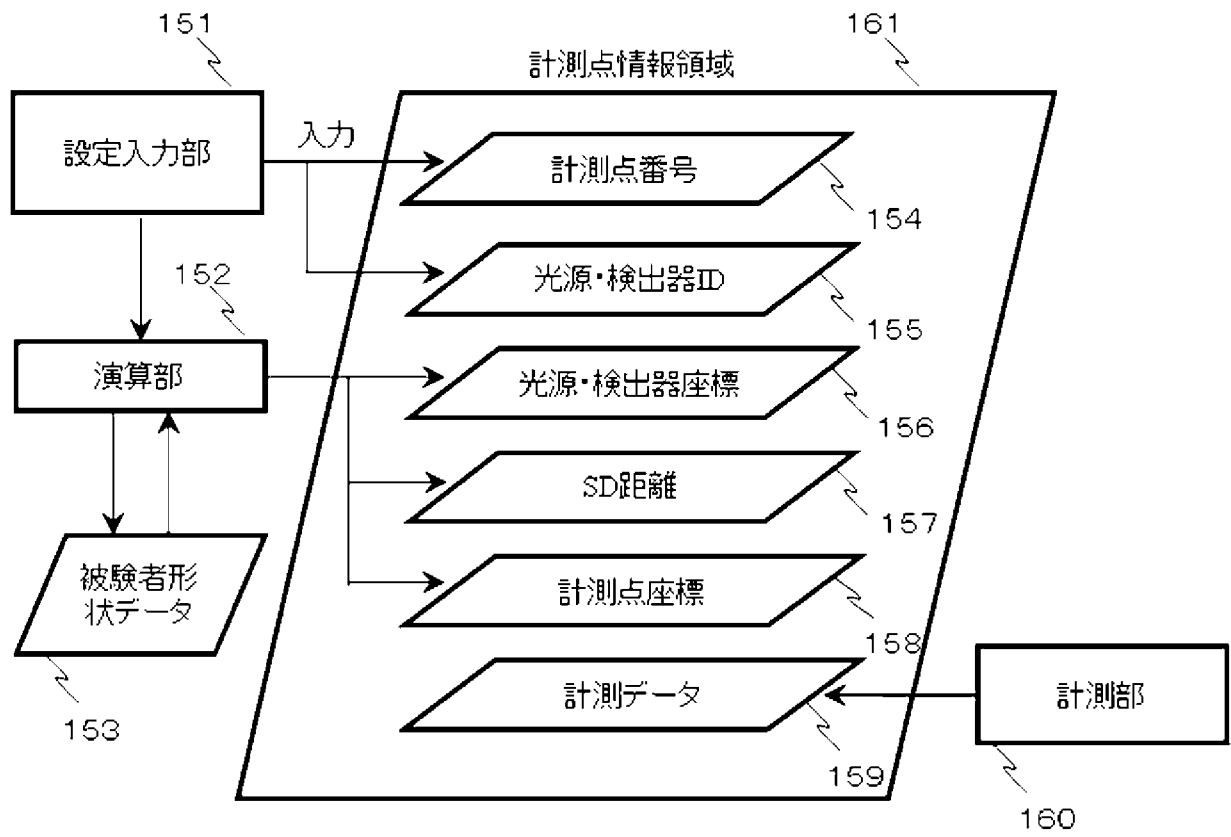 151
161
計測点情報領域
設定入力部
入力
計測点番号
154
光源・検出器ID
155
152
演算部
光源・検出器座標
156
SD距離
157
被験者形
状データ
153
計測点座標
158
計測データ
159
計測部
160